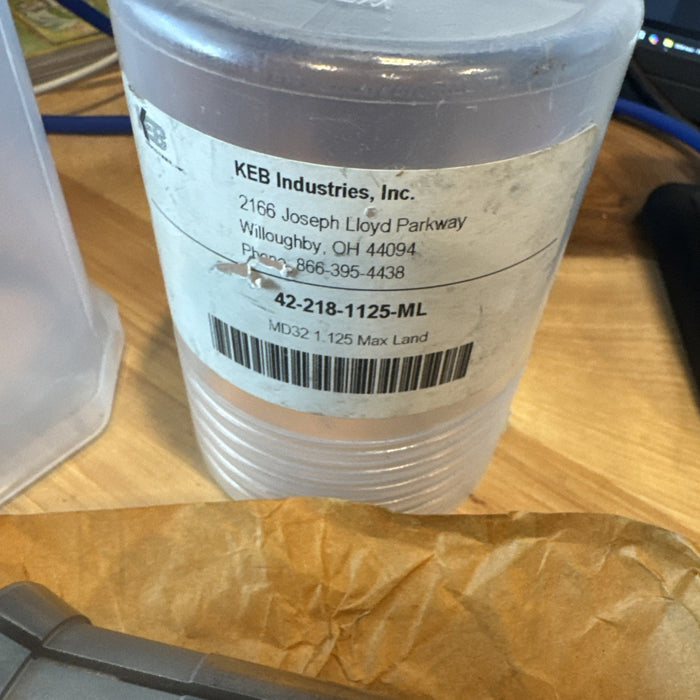 KEB
KEB Industries, Inc.
2166 Joseph Lloyd Parkway
Willoughby, OH 44094
Phone: 866-395-4438
42-218-1125-ML
MD32 1.125 Max Land